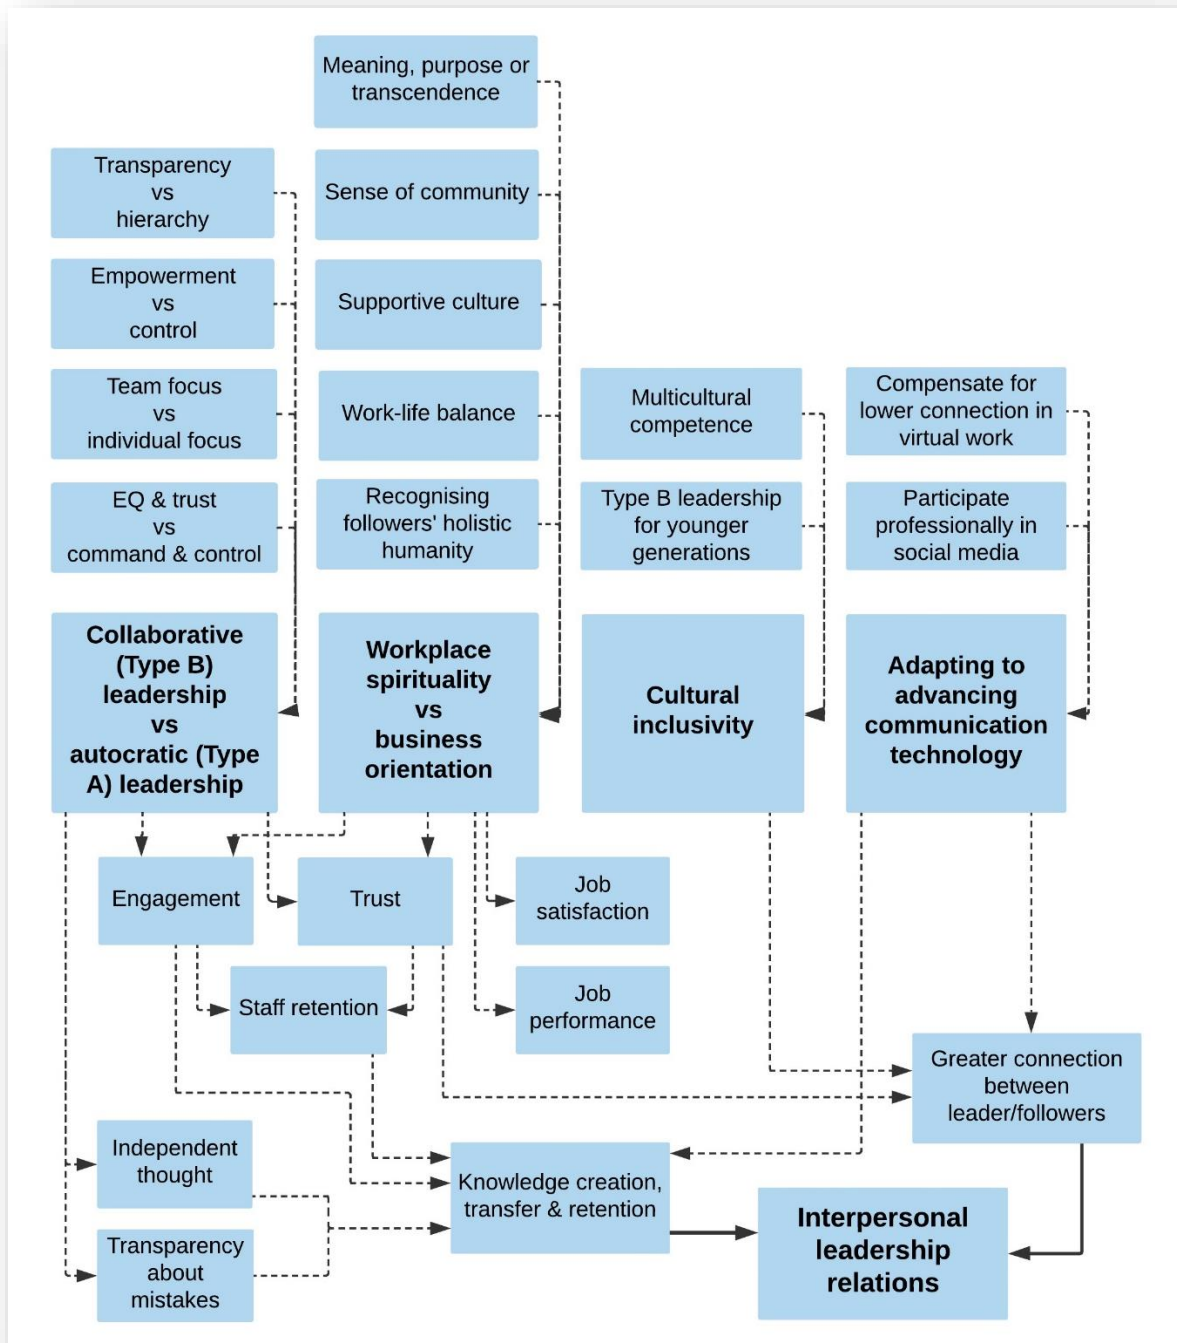 Meaning, purpose or
transcendence
Transparency
vs
hierarchy
Sense of community
Empowerment
vs
control
Supportive culture
Team focus
vs
individual focus
Work-life balance
Multicultural
competence
Compensate for
lower connection in
virtual work
EQ & trust
vs
command & control
Recognising
followers' holistic
humanity
Type B leadership
for younger
generations
Participate
professionally in
social media
Collaborative
(Type B)
leadership
vs
autocratic (Type
A) leadership
Workplace
spirituality
vs
business
orientation
Cultural
inclusivity
Adapting to
advancing
communication
technology
Engagement
Trust
Job
satisfaction
Staff retention
Job
performance
Greater connection
between
leader/followers
Independent
thought
Knowledge creation,
transfer & retention
Transparency
about
mistakes
Interpersonal
leadership
relations